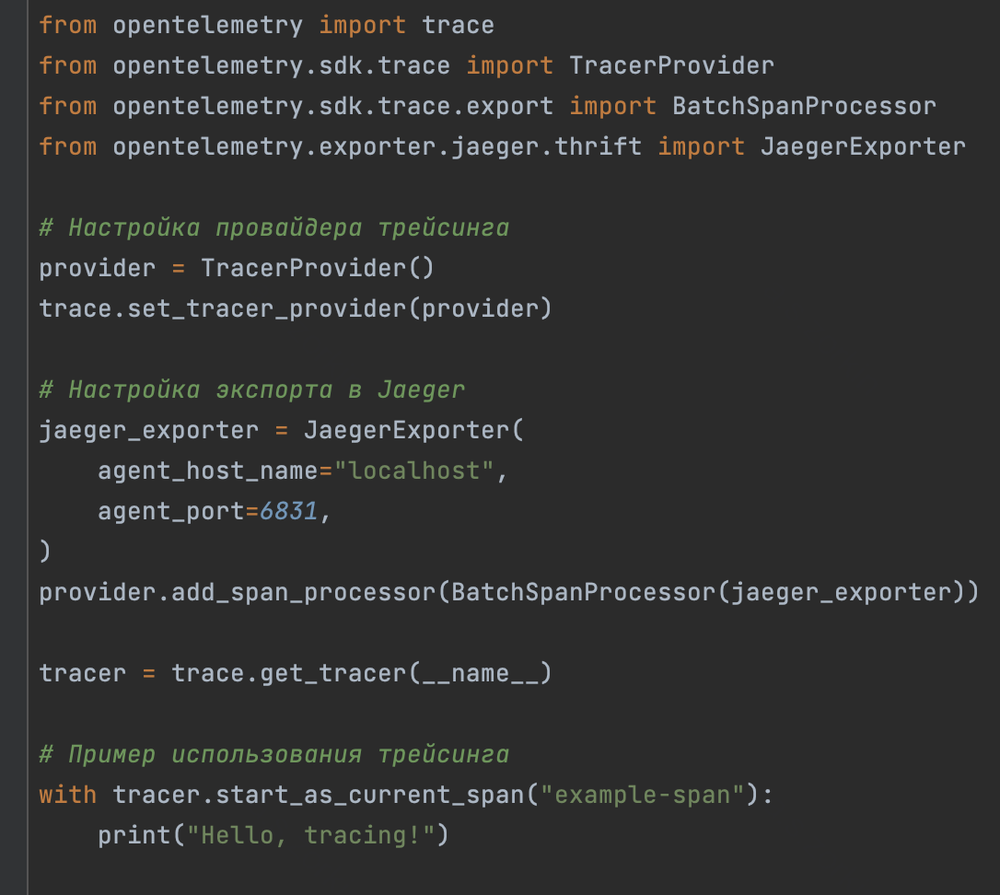 from opentelemetry import trace
from opentelemetry.sdk.trace import TracerProvider
from opentelemetry.sdk.trace.export import BatchSpanProcessor
from opentelemetry.exporter.jaeger.thrift import JaegerExporter

# Настройка провайдера трейсинга
provider = TracerProvider()
trace.set_tracer_provider(provider)

# Настройка экспорта в Jaeger
jaeger_exporter = JaegerExporter(
    agent_host_name="localhost",
    agent_port=6831,
)
provider.add_span_processor(BatchSpanProcessor(jaeger_exporter))

tracer = trace.get_tracer(__name__)

# Пример использования трейсинга
with tracer.start_as_current_span("example-span"):
    print("Hello, tracing!")